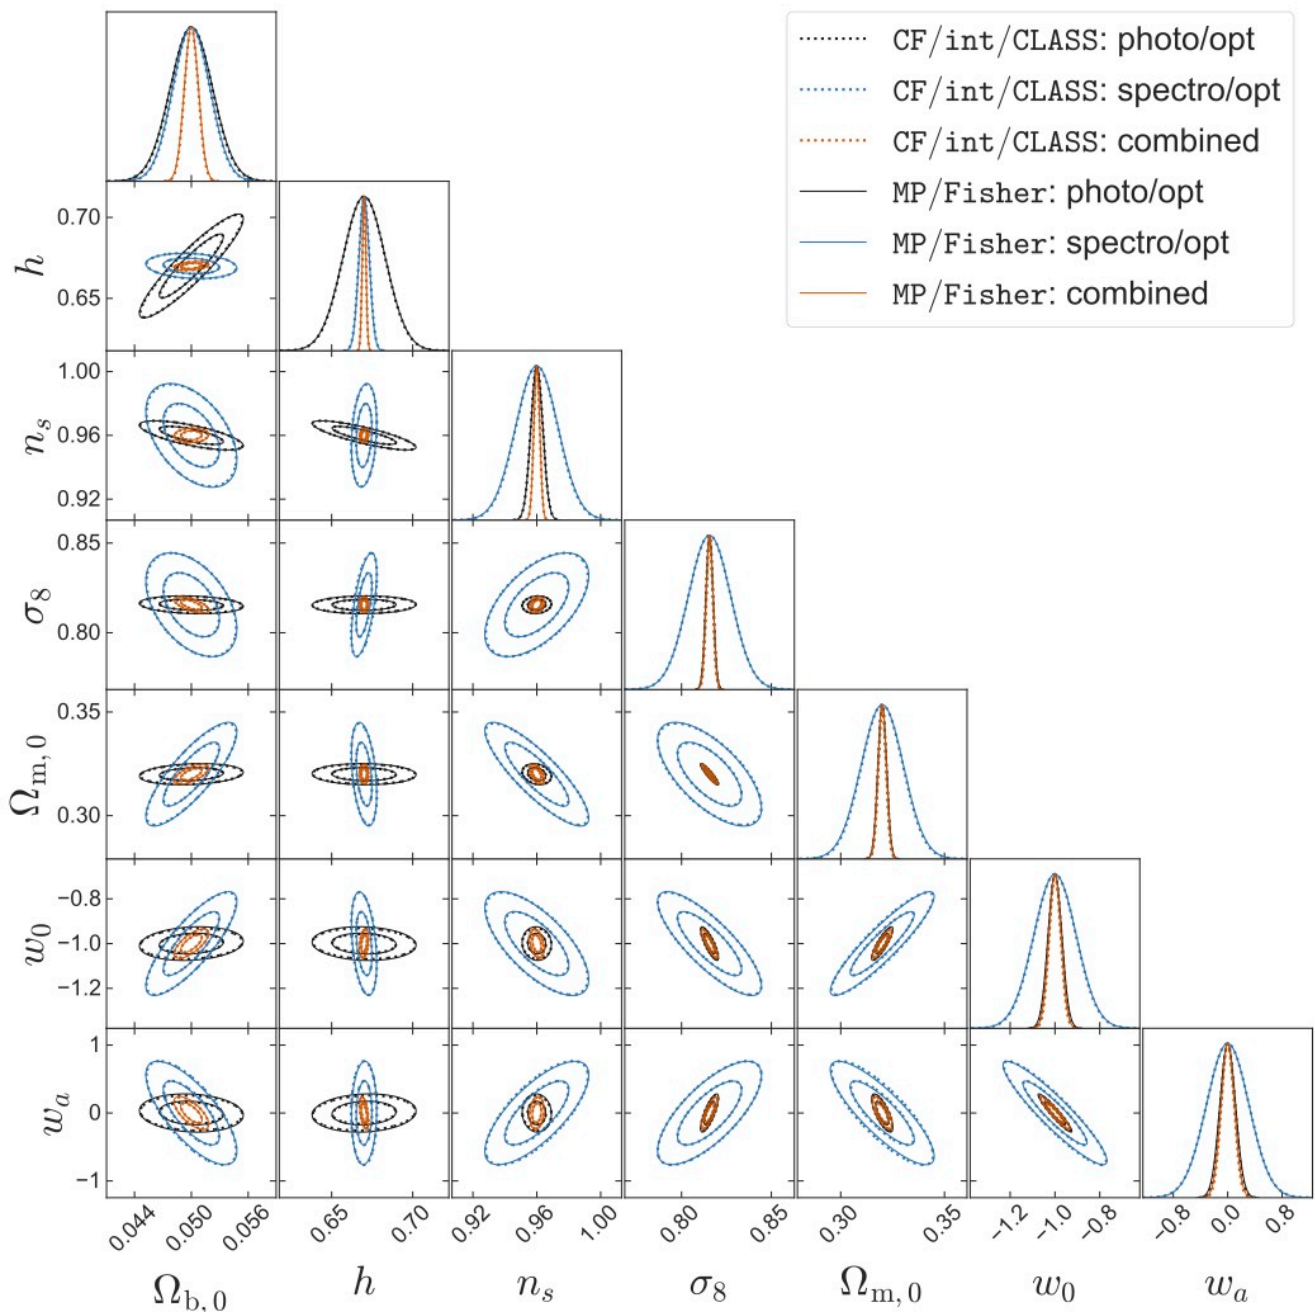 CF/int/CLASS: photo/opt
CF/int/CLASS: spectro/opt
CF/int/CLASS: combined
MP/Fisher: photo/opt
MP/Fisher: spectro/opt
MP/Fisher: combined
0.70
h
0.65
1.00
n_s
0.96
0.92
0.85
σ_8
0.80
0.35
Ω_{m,0}
0.30
−0.8
w_0
−1.0
−1.2
1
w_a
0
−1
0.044 0.050 0.056 0.65 0.70 0.92 0.96 1.00 0.80 0.85 0.30 0.35 −1.2 −1.0 −0.8 −0.8 0.0 0.8
Ω_{b,0} h n_s σ_8 Ω_{m,0} w_0 w_a